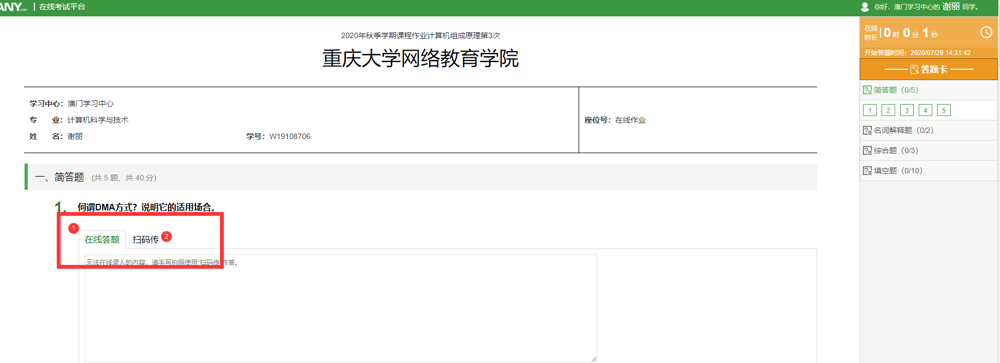 ANY.com | 在线考试平台
你好，澳门学习中心的 谢丽 同学。
2020年秋季学期课程作业计算机组成原理第3次
重庆大学网络教育学院
学习中心：澳门学习中心
专 业：计算机科学与技术
座位号：在线作业
姓 名：谢丽 学号：W19108706
一、简答题 (共 5 题、共 40 分)
1. 何谓DMA方式？说明它的适用场合。
1
在线答题 扫码传 2
无法在线录入的内容，请手写拍照使用“扫码传”作答。
在线时长 0 时 0 分 1 秒
开始答题时间：2020/07/29 14:31:42
答题卡
简答题（0/5）
1 2 3 4 5
名词解释题（0/2）
综合题（0/3）
填空题（0/10）